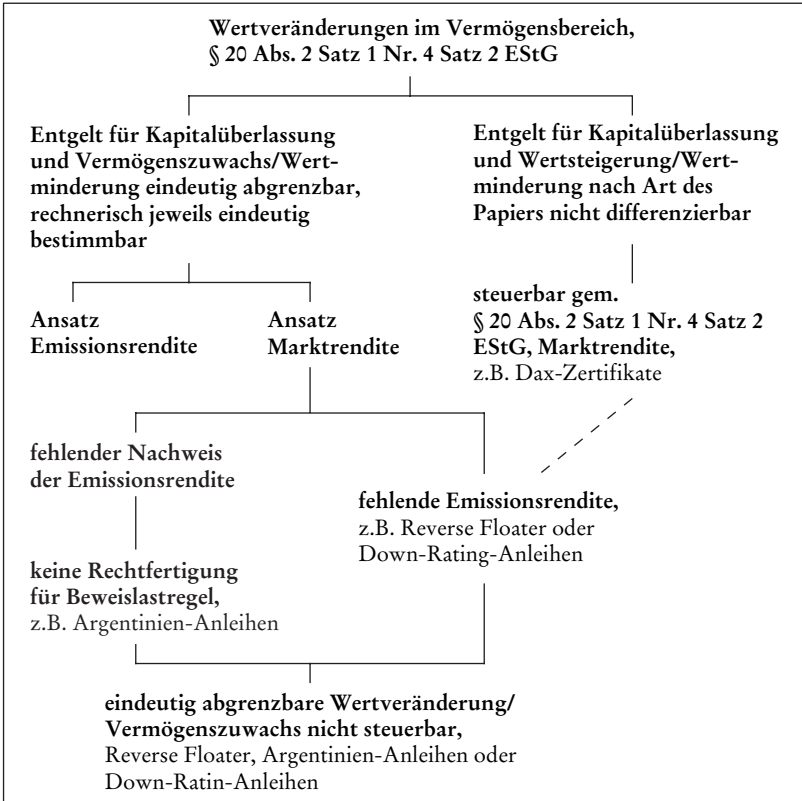 Wertveränderungen im Vermögensbereich,
§ 20 Abs. 2 Satz 1 Nr. 4 Satz 2 EStG
Entgelt für Kapitalüberlassung
und Vermögenszuwachs/Wert-
minderung eindeutig abgrenzbar,
rechnerisch jeweils eindeutig
bestimmbar
Entgelt für Kapitalüberlassung
und Wertsteigerung/Wert-
minderung nach Art des
Papiers nicht differenzierbar
Ansatz
Emissionsrendite
Ansatz
Marktrendite
steuerbar gem.
§ 20 Abs. 2 Satz 1 Nr. 4 Satz 2
EStG, Marktrendite,
z.B. Dax-Zertifikate
fehlender Nachweis
der Emissionsrendite
fehlende Emissionsrendite,
z.B. Reverse Floater oder
Down-Rating-Anleihen
keine Rechtfertigung
für Beweislastregel,
z.B. Argentinien-Anleihen
eindeutig abgrenzbare Wertveränderung/
Vermögenszuwachs nicht steuerbar,
Reverse Floater, Argentinien-Anleihen oder
Down-Ratin-Anleihen